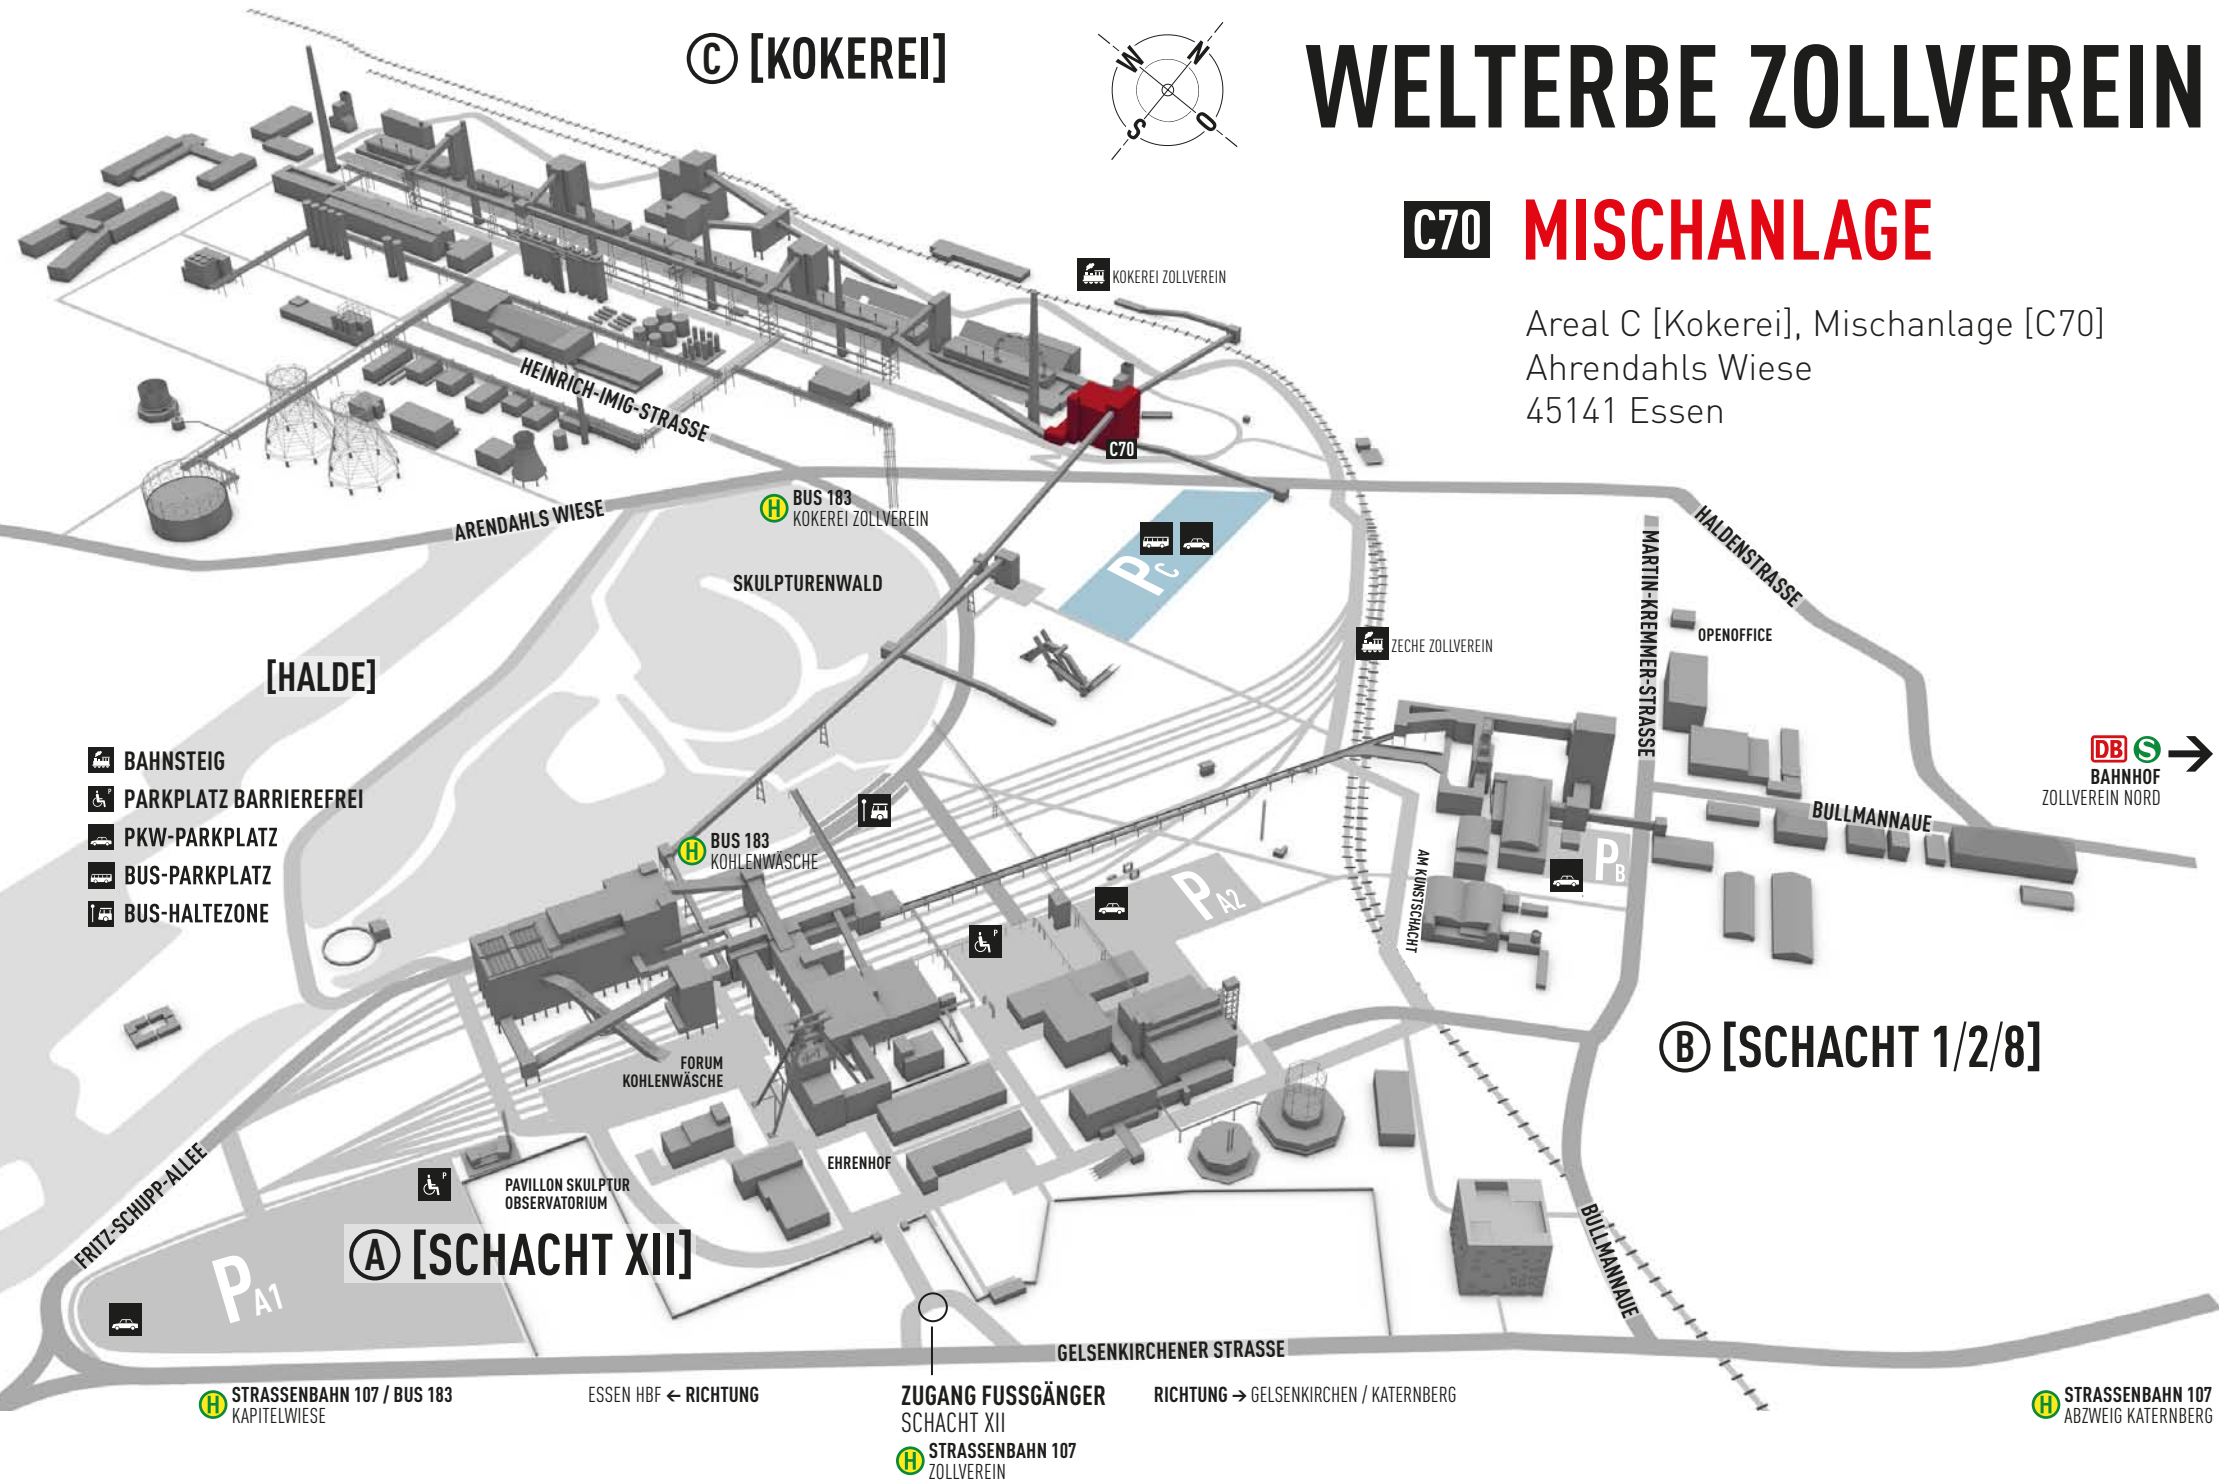 C [KOKEREI]
W N
S O
WELTERBE ZOLLVEREIN
C70 MISCHANLAGE
Areal C [Kokerei], Mischanlage [C70]
Ahrendahls Wiese
45141 Essen
KOKEREI ZOLLVEREIN
HEINRICH-IMIG-STRASSE
C70
ARENDAHLS WIESE
H BUS 183
KOKEREI ZOLLVEREIN
SKULPTURENWALD
P C
HALDENSTRASSE
MARTIN-KREMMER-STRASSE
OPENOFFICE
ZECHE ZOLLVEREIN
[HALDE]
BAHNSTEIG
P PARKPLATZ BARRIEREFREI
PKW-PARKPLATZ
BUS-PARKPLATZ
BUS-HALTEZONE
DB S
BAHNHOF
ZOLLVEREIN NORD
BULLMANNAUE
H BUS 183
KOHLENWÄSCHE
P A2
P B
AM KUNSTSCHACHT
P
B [SCHACHT 1/2/8]
FORUM
KOHLENWÄSCHE
EHRENHOF
P
PAVILLON SKULPTUR
OBSERVATORIUM
FRITZ-SCHUPP-ALLEE
A [SCHACHT XII]
P A1
BULLMANNAUE
GELSENKIRCHENER STRASSE
H STRASSENBAHN 107 / BUS 183
KAPITELWIESE
ESSEN HBF ← RICHTUNG
ZUGANG FUSSGÄNGER
SCHACHT XII
H STRASSENBAHN 107
ZOLLVEREIN
RICHTUNG → GELSENKIRCHEN / KATERNBERG
H STRASSENBAHN 107
ABZWEIG KATERNBERG